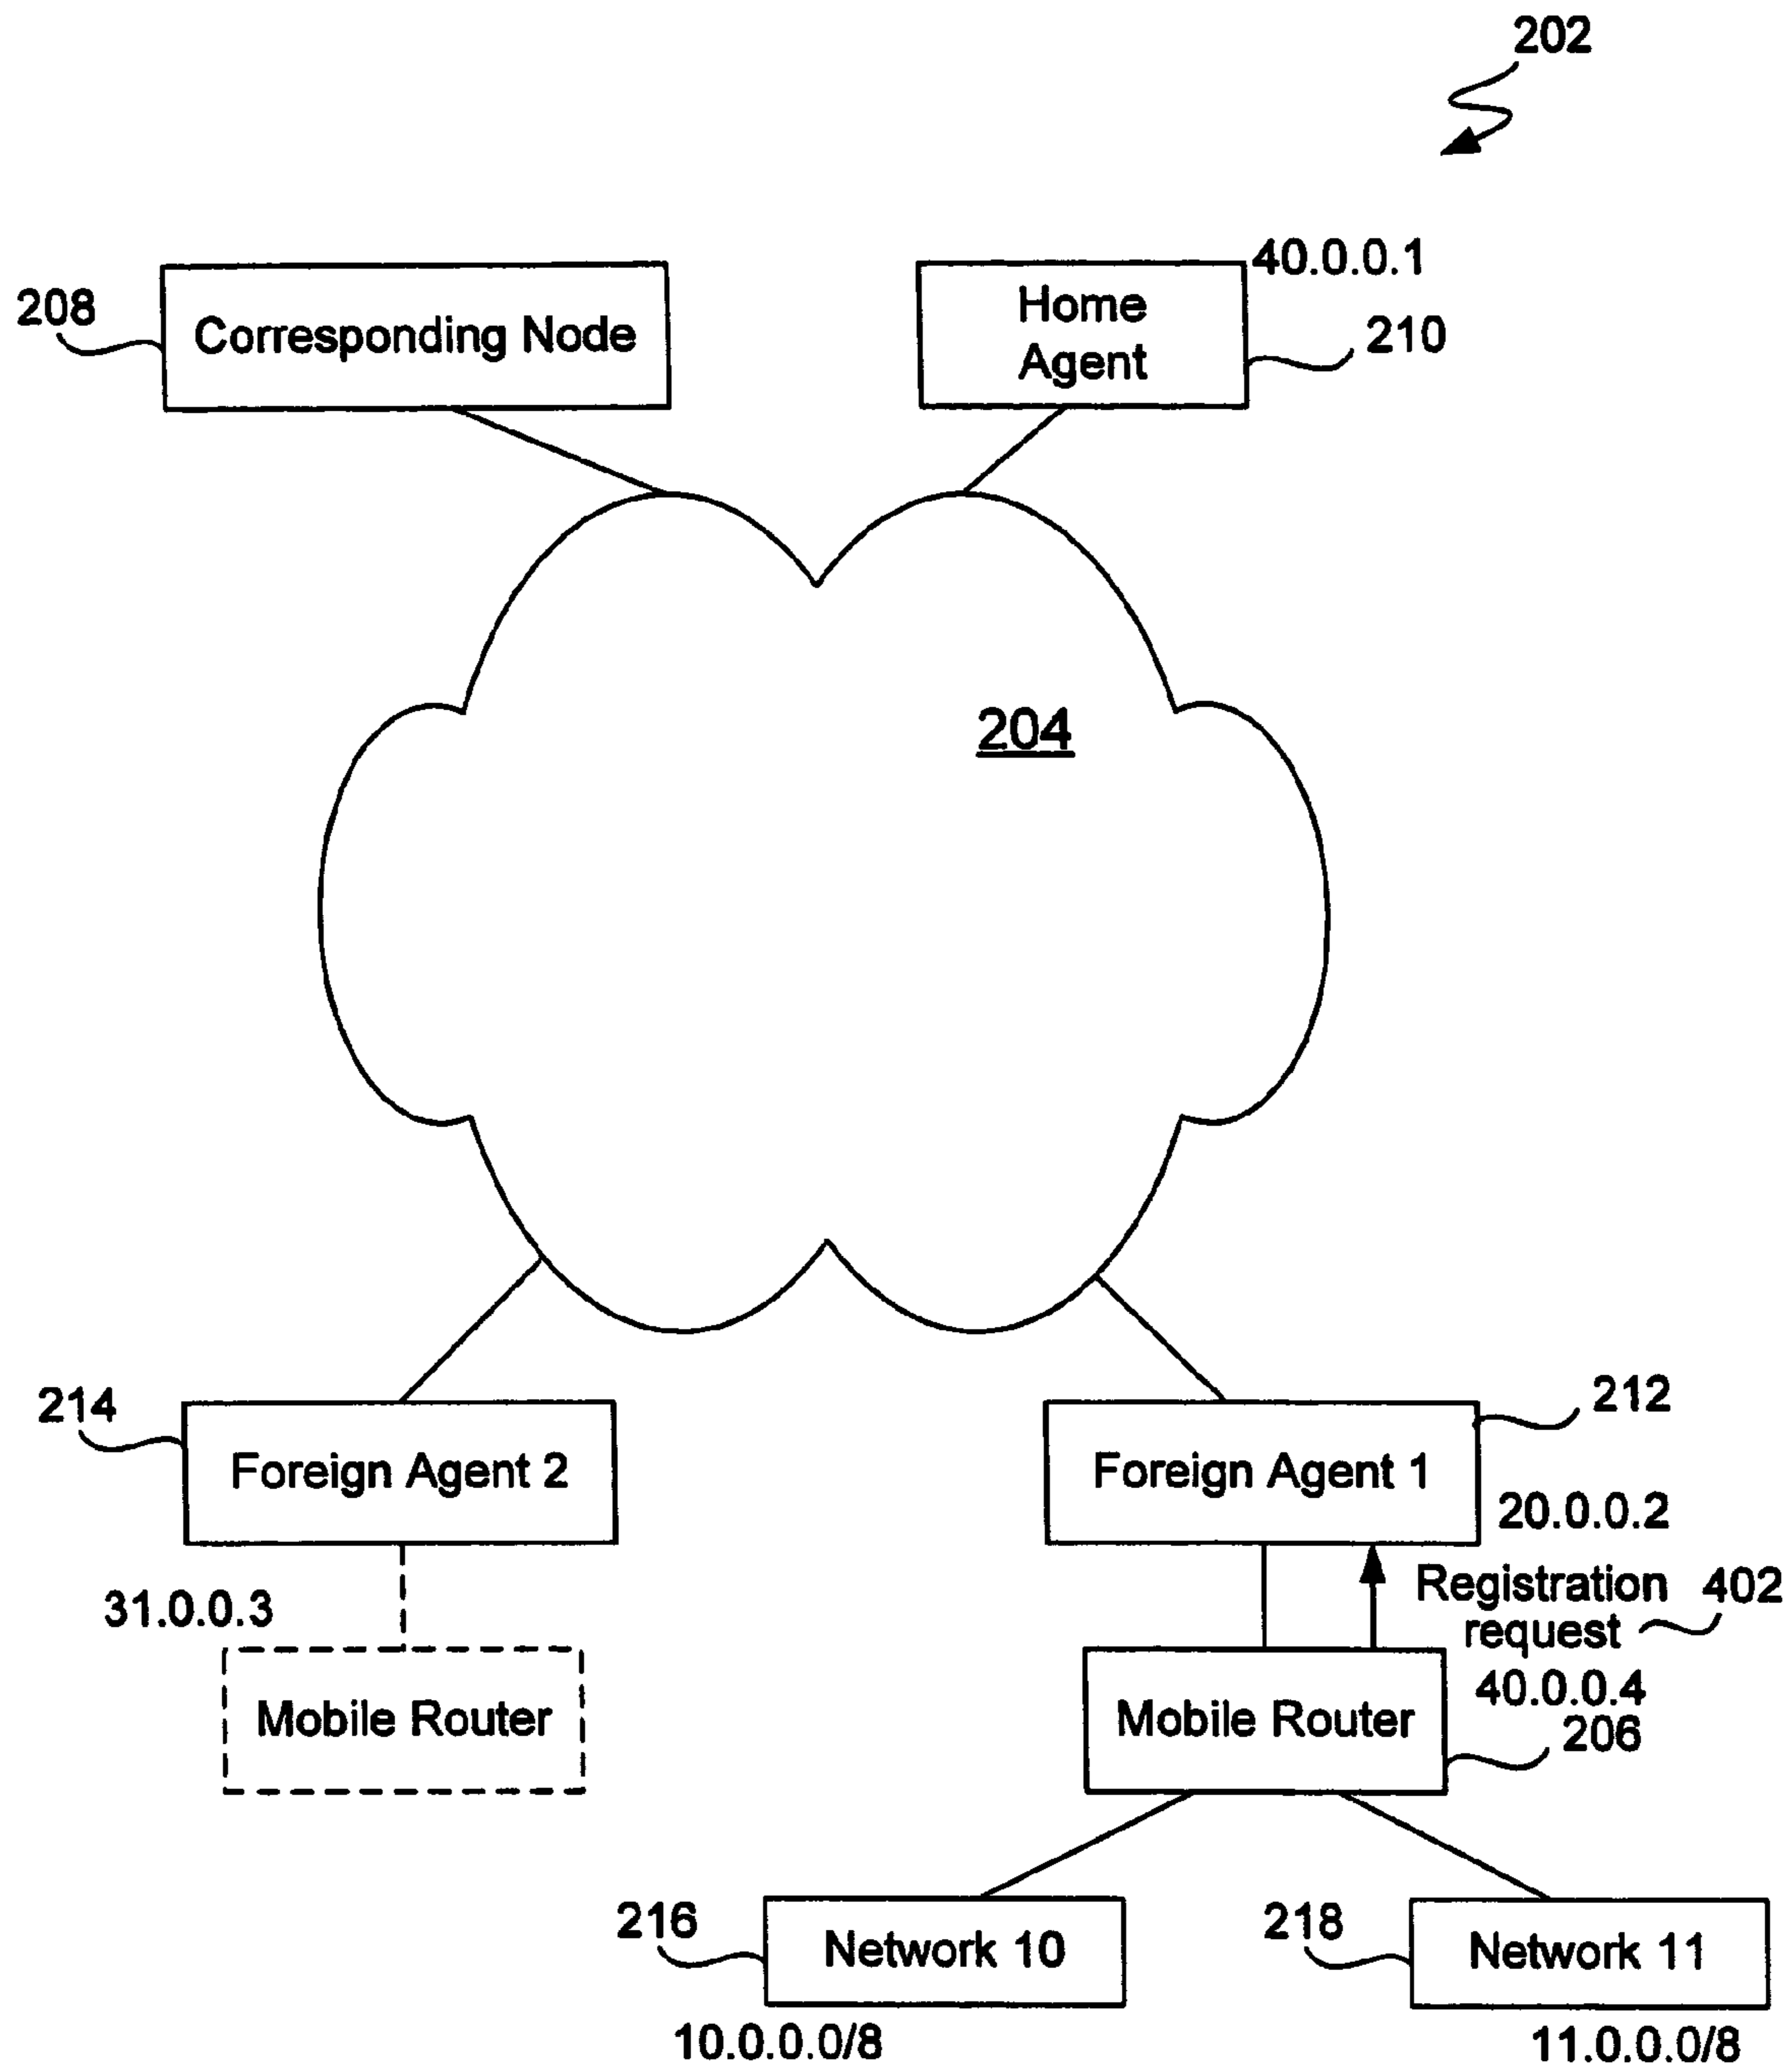 202
40.0.0.1
208
Corresponding Node
Home
Agent
210
204
214
Foreign Agent 2
212
Foreign Agent 1
20.0.0.2
31.0.0.3
Registration
request
402
Mobile Router
40.0.0.4
Mobile Router
206
216
Network 10
218
Network 11
10.0.0.0/8
11.0.0.0/8